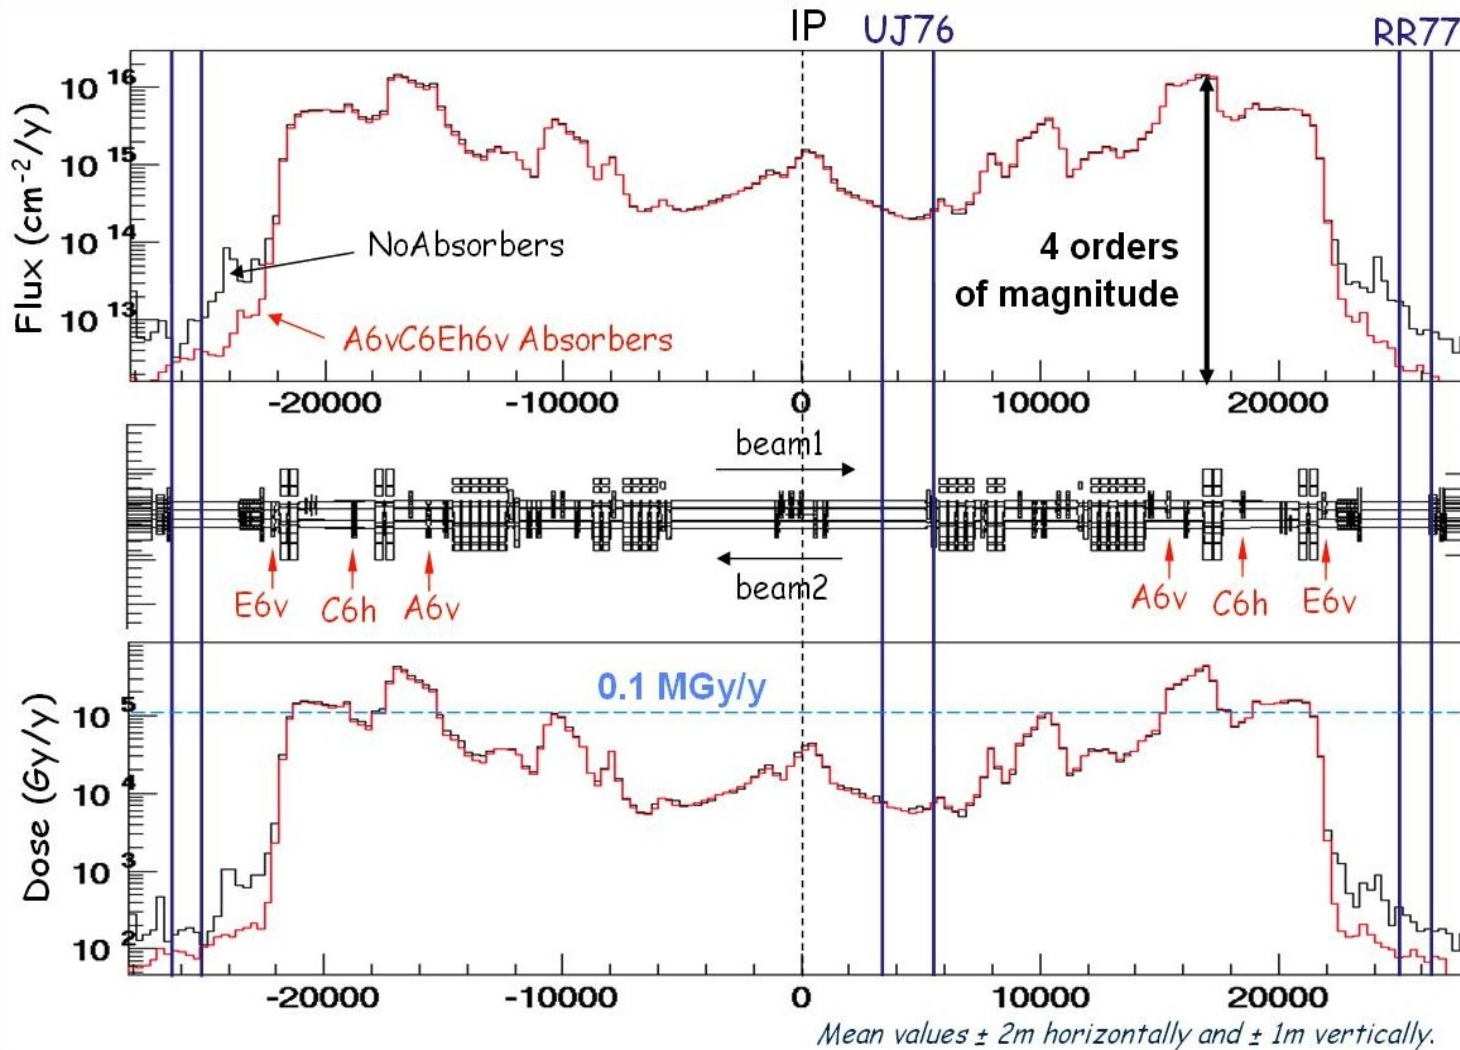 IP UJ76 RR77
Flux (cm-2/y)
10 16
10 15
10 14
10 13
NoAbsorbers
A6vC6Eh6v Absorbers
4 orders
of magnitude
-20000 -10000 0 10000 20000
beam1
beam2
E6v C6h A6v A6v C6h E6v
Dose (Gy/y)
0.1 MGy/y
10 5
10 4
10 3
10 2
-20000 -10000 0 10000 20000
Mean values ± 2m horizontally and ± 1m vertically.